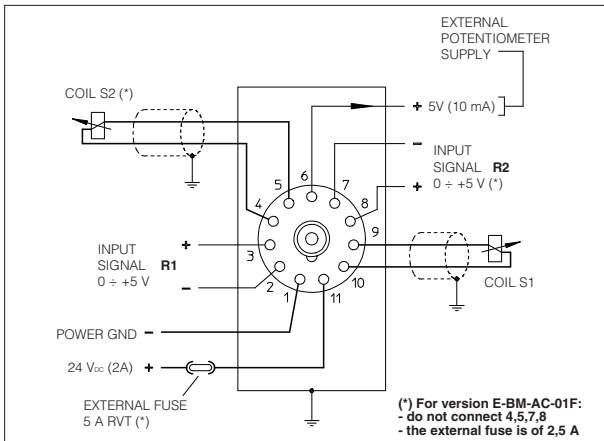 EXTERNAL
POTENTIOMETER
SUPPLY
COIL S2 (*)
+ 5V (10 mA)
-
INPUT
SIGNAL R2
+ 0 ÷ +5 V (*)
6
5
7
4
8
3
9
2
10
1
11
INPUT
SIGNAL R1
0 ÷ +5 V
+
-
COIL S1
POWER GND -
24 VDC (2A) +
EXTERNAL FUSE
5 A RVT (*)
(*) For version E-BM-AC-01F:
- do not connect 4,5,7,8
- the external fuse is of 2,5 A